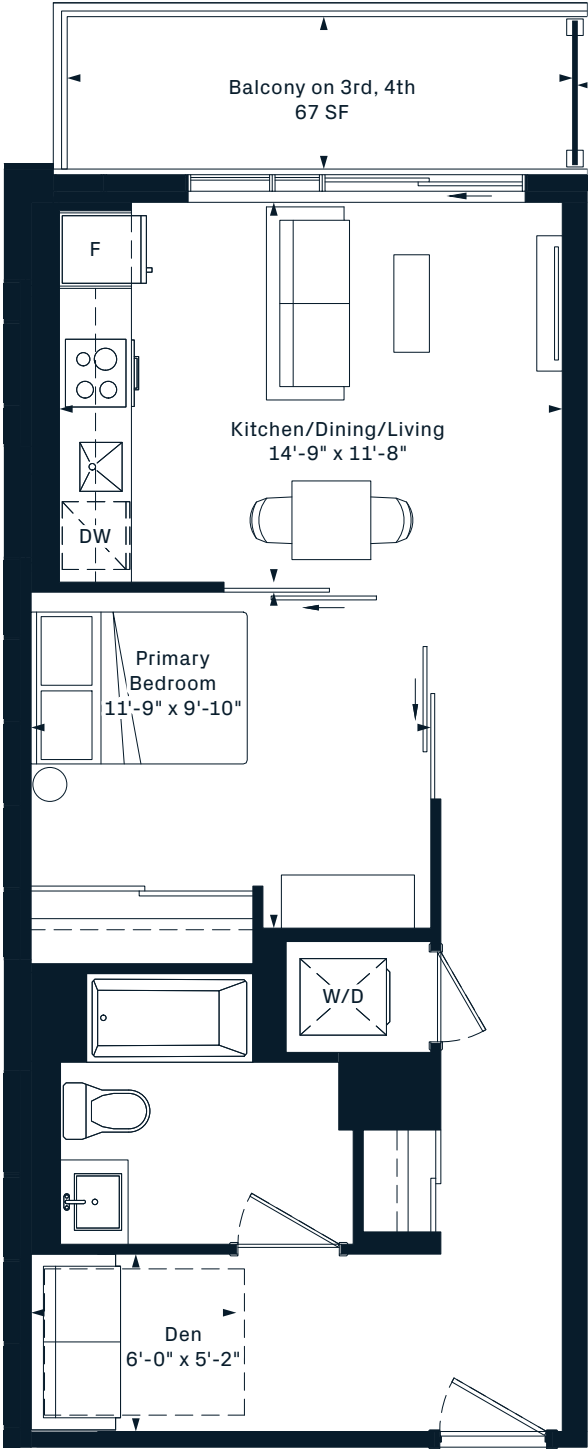 Balcony on 3rd, 4th
67 SF
F
Kitchen/Dining/Living
14'-9" x 11'-8"
DW
Primary
Bedroom
11'-9" x 9'-10"
W/D
Den
6'-0" x 5'-2"